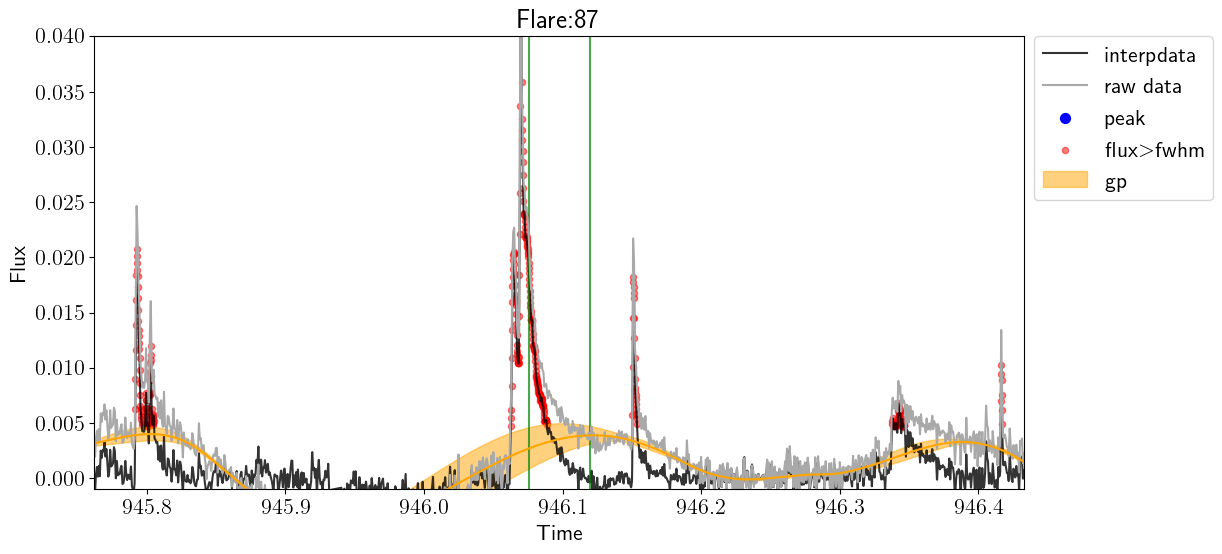 Flare:87
0.040
0.035
0.030
0.025
0.020
0.015
0.010
0.005
0.000
Flux
945.8 945.9 946.0 946.1 946.2 946.3 946.4
Time
interpdata
raw data
peak
flux>fwhm
gp